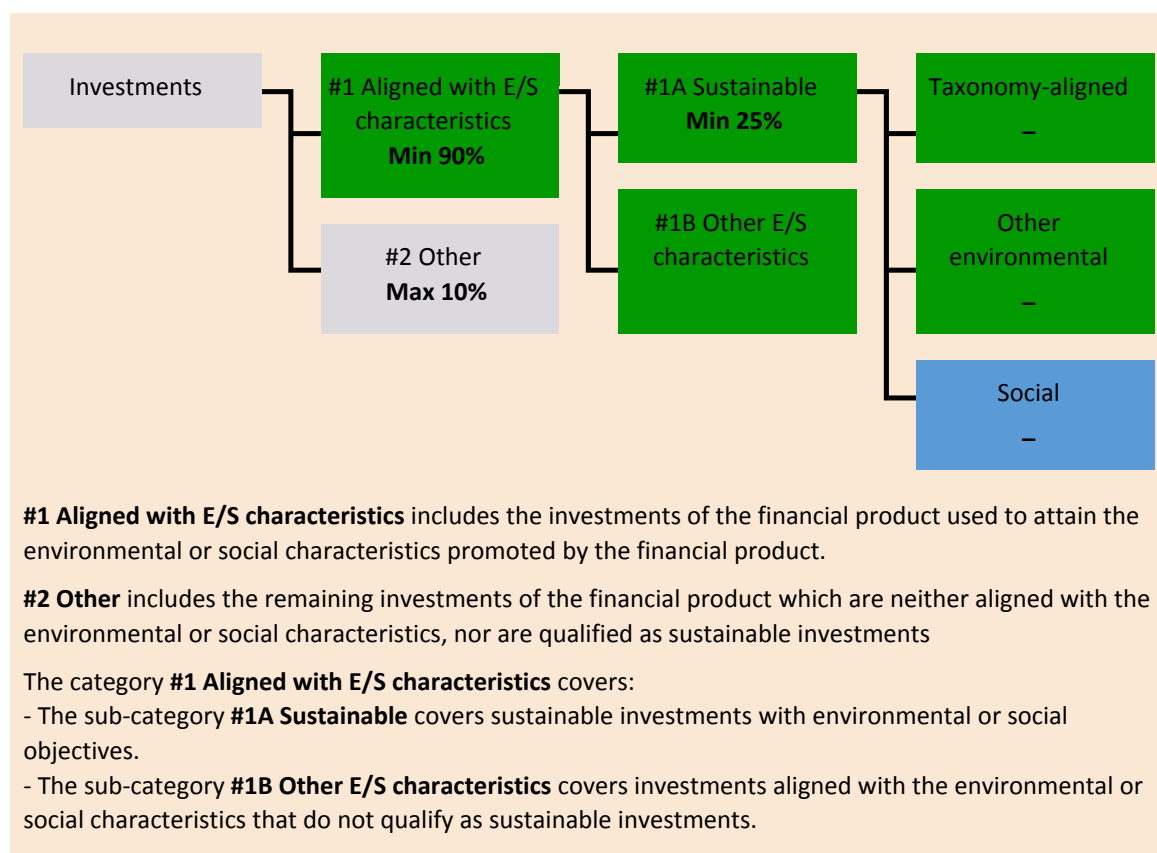 Investments
#1 Aligned with E/S
characteristics
Min 90%
#2 Other
Max 10%
#1A Sustainable
Min 25%
#1B Other E/S
characteristics
Taxonomy-aligned
–
Other
environmental
–
Social
–
#1 Aligned with E/S characteristics includes the investments of the financial product used to attain the
environmental or social characteristics promoted by the financial product.
#2 Other includes the remaining investments of the financial product which are neither aligned with the
environmental or social characteristics, nor are qualified as sustainable investments
The category #1 Aligned with E/S characteristics covers:
- The sub-category #1A Sustainable covers sustainable investments with environmental or social
objectives.
- The sub-category #1B Other E/S characteristics covers investments aligned with the environmental or
social characteristics that do not qualify as sustainable investments.